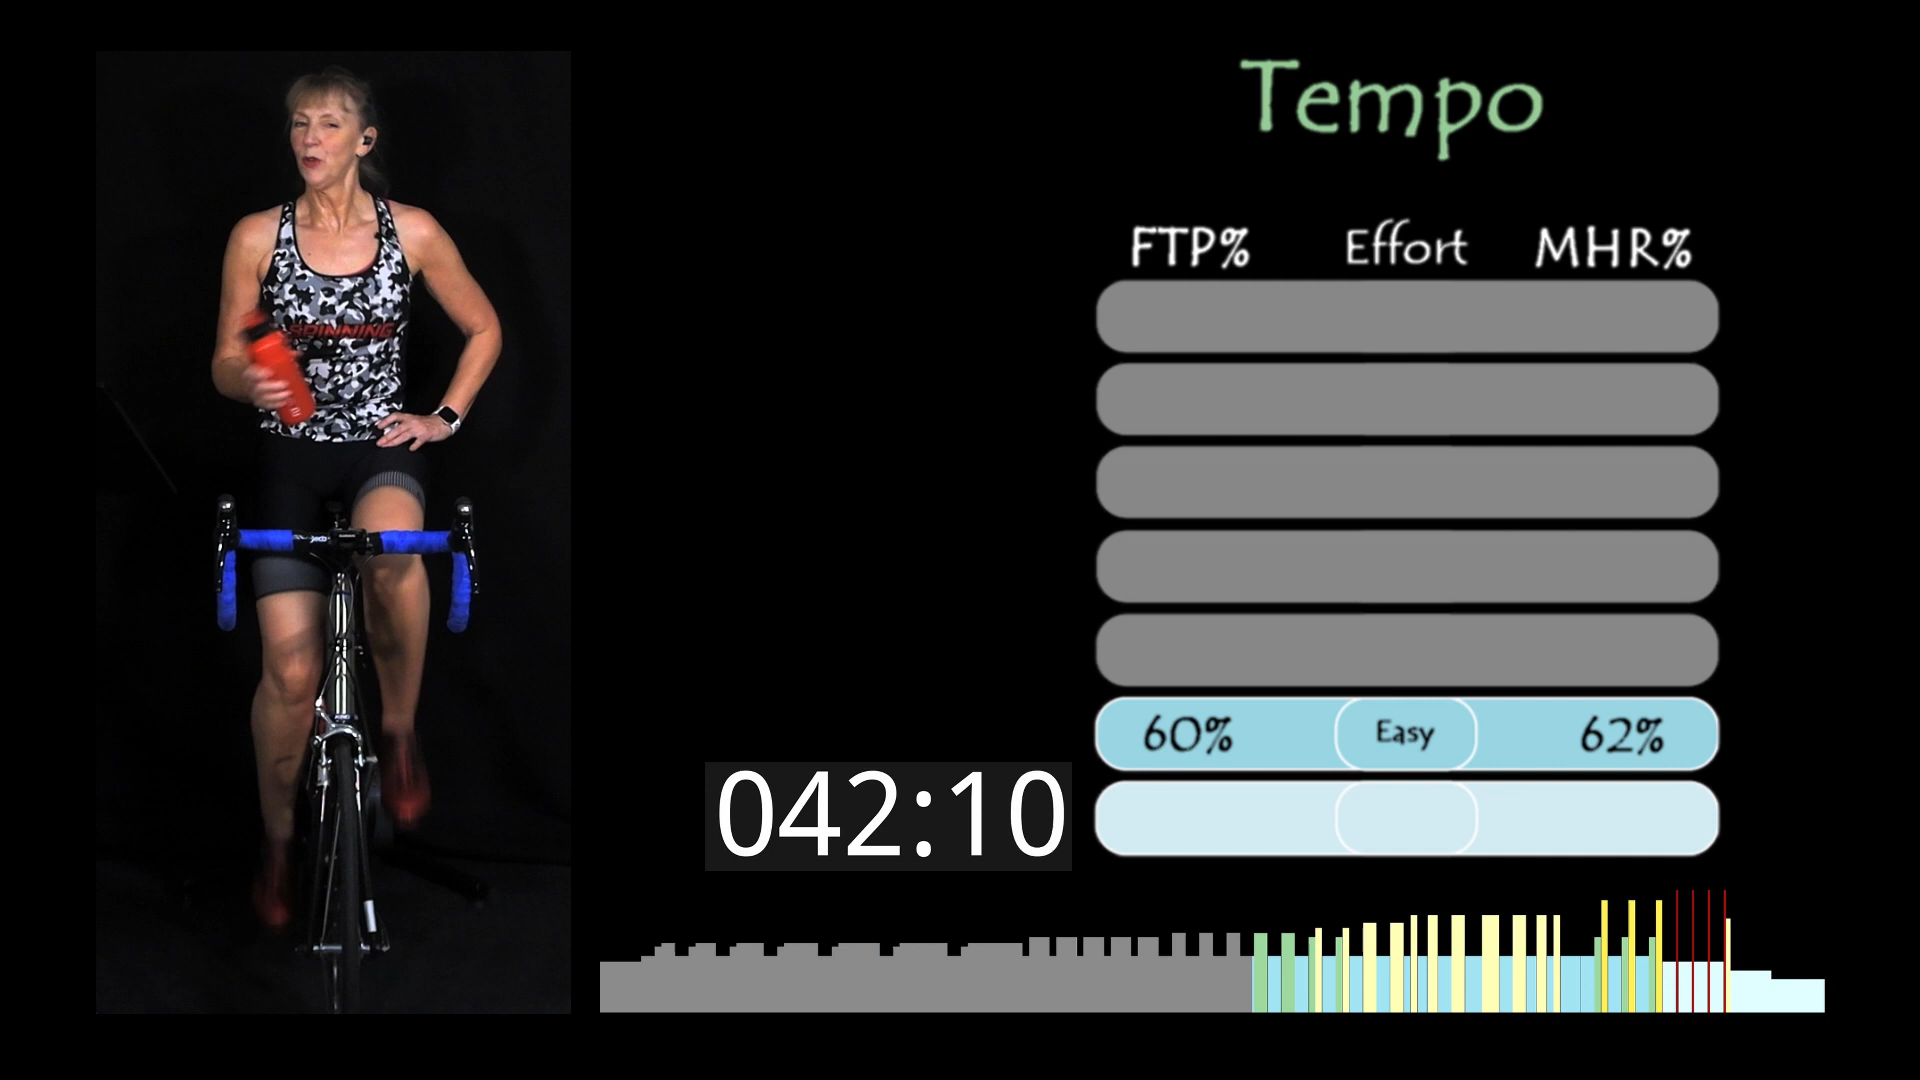 Tempo
FTP% Effort MHR%
SPINNING
60% Easy 62%
042:10